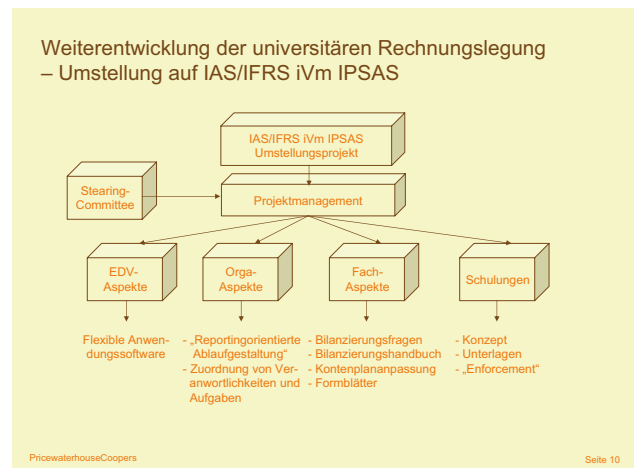 Weiterentwicklung der universitären Rechnungslegung
– Umstellung auf IAS/IFRS iVm IPSAS
IAS/IFRS iVm IPSAS
Umstellungsprojekt
Stearing-
Committee
Projektmanagement
EDV-
Aspekte
Orga-
Aspekte
Fach-
Aspekte
Schulungen
Flexible Anwen-
dungssoftware
- „Reportingorientierte
Ablaufgestaltung“
- Zuordnung von Ver-
anwortlichkeiten und
Aufgaben
- Bilanzierungsfragen
- Bilanzierungshandbuch
- Kontenplananpassung
- Formblätter
- Konzept
- Unterlagen
- „Enforcement“
PricewaterhouseCoopers
Seite 10